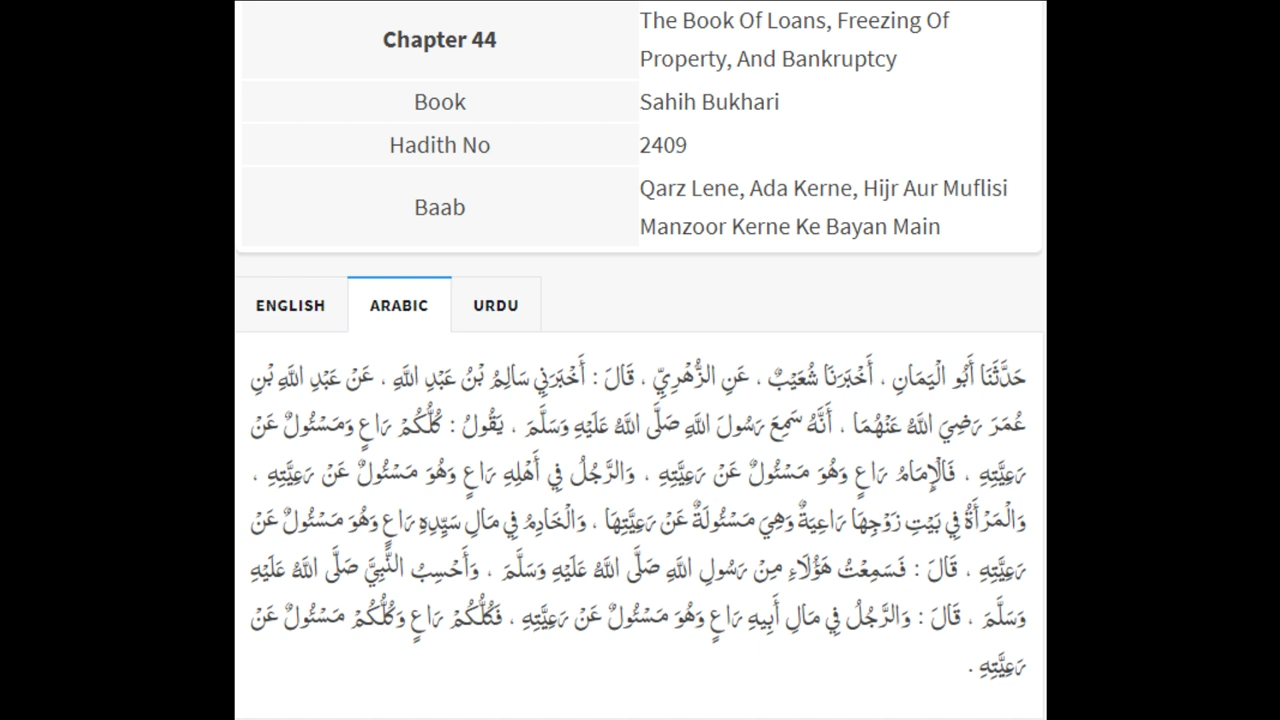 Chapter 44
The Book Of Loans, Freezing Of
Property, And Bankruptcy
Book
Sahih Bukhari
Hadith No
2409
Baab
Qarz Lene, Ada Kerne, Hijr Aur Muflisi
Manzoor Kerne Ke Bayan Main
ENGLISH
ARABIC
URDU
حَدَّثَنَا أَبُو الْيَمَانِ ، أَخْبَرَنَا شُعَيْبٌ ، عَنِ الزُّهْرِيِّ ، قَالَ : أَخْبَرَنِي سَالِمُ بْنُ عَبْدِ اللَّهِ ، عَنْ عَبْدِ اللَّهِ بْنِ
عُمَرَ رَضِيَ اللَّهُ عَنْهُمَا ، أَنَّهُ سَمِعَ رَسُولَ اللَّهِ صَلَّى اللَّهُ عَلَيْهِ وَسَلَّمَ ، يَقُولُ : كُلُّكُمْ رَاعٍ وَمَسْئُولٌ عَنْ
رَعِيَّتِهِ ، فَالْإِمَامُ رَاعٍ وَهُوَ مَسْئُولٌ عَنْ رَعِيَّتِهِ ، وَالرَّجُلُ فِي أَهْلِهِ رَاعٍ وَهُوَ مَسْئُولٌ عَنْ رَعِيَّتِهِ ،
وَالْمَرْأَةُ فِي بَيْتِ زَوْجِهَا رَاعِيَةٌ وَهِيَ مَسْئُولَةٌ عَنْ رَعِيَّتِهَا ، وَالْخَادِمُ فِي مَالِ سَيِّدِهِ رَاعٍ وَهُوَ مَسْئُولٌ عَنْ
رَعِيَّتِهِ ، قَالَ : فَسَمِعْتُ هَؤُلَاءِ مِنْ رَسُولِ اللَّهِ صَلَّى اللَّهُ عَلَيْهِ وَسَلَّمَ ، وَأَحْسِبُ النَّبِيَّ صَلَّى اللَّهُ عَلَيْهِ
وَسَلَّمَ ، قَالَ : وَالرَّجُلُ فِي مَالِ أَبِيهِ رَاعٍ وَهُوَ مَسْئُولٌ عَنْ رَعِيَّتِهِ ، فَكُلُّكُمْ رَاعٍ وَكُلُّكُمْ مَسْئُولٌ عَنْ
رَعِيَّتِهِ .